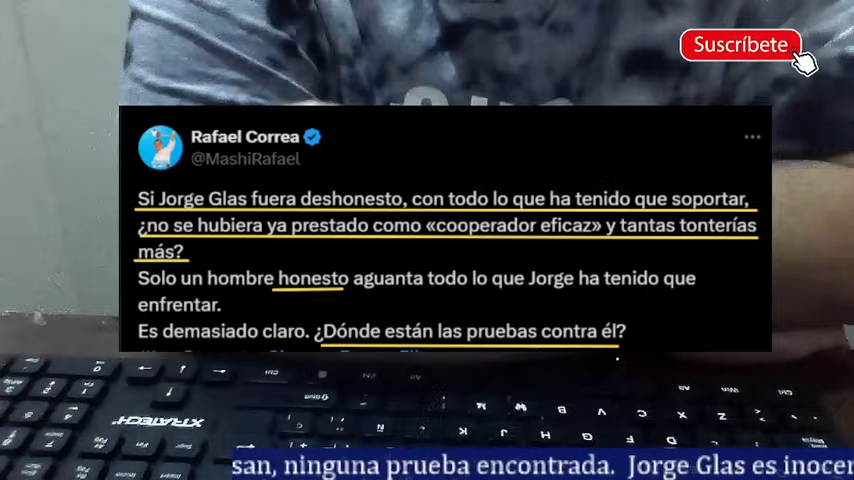 Suscríbete
Rafael Correa
@MashiRafael
Si Jorge Glas fuera deshonesto, con todo lo que ha tenido que soportar,
¿no se hubiera ya prestado como «cooperador eficaz» y tantas tonterías
más?
Solo un hombre honesto aguanta todo lo que Jorge ha tenido que
enfrentar.
Es demasiado claro. ¿Dónde están las pruebas contra él?
XTRATECH
san, ninguna prueba encontrada. Jorge Glas es inocen